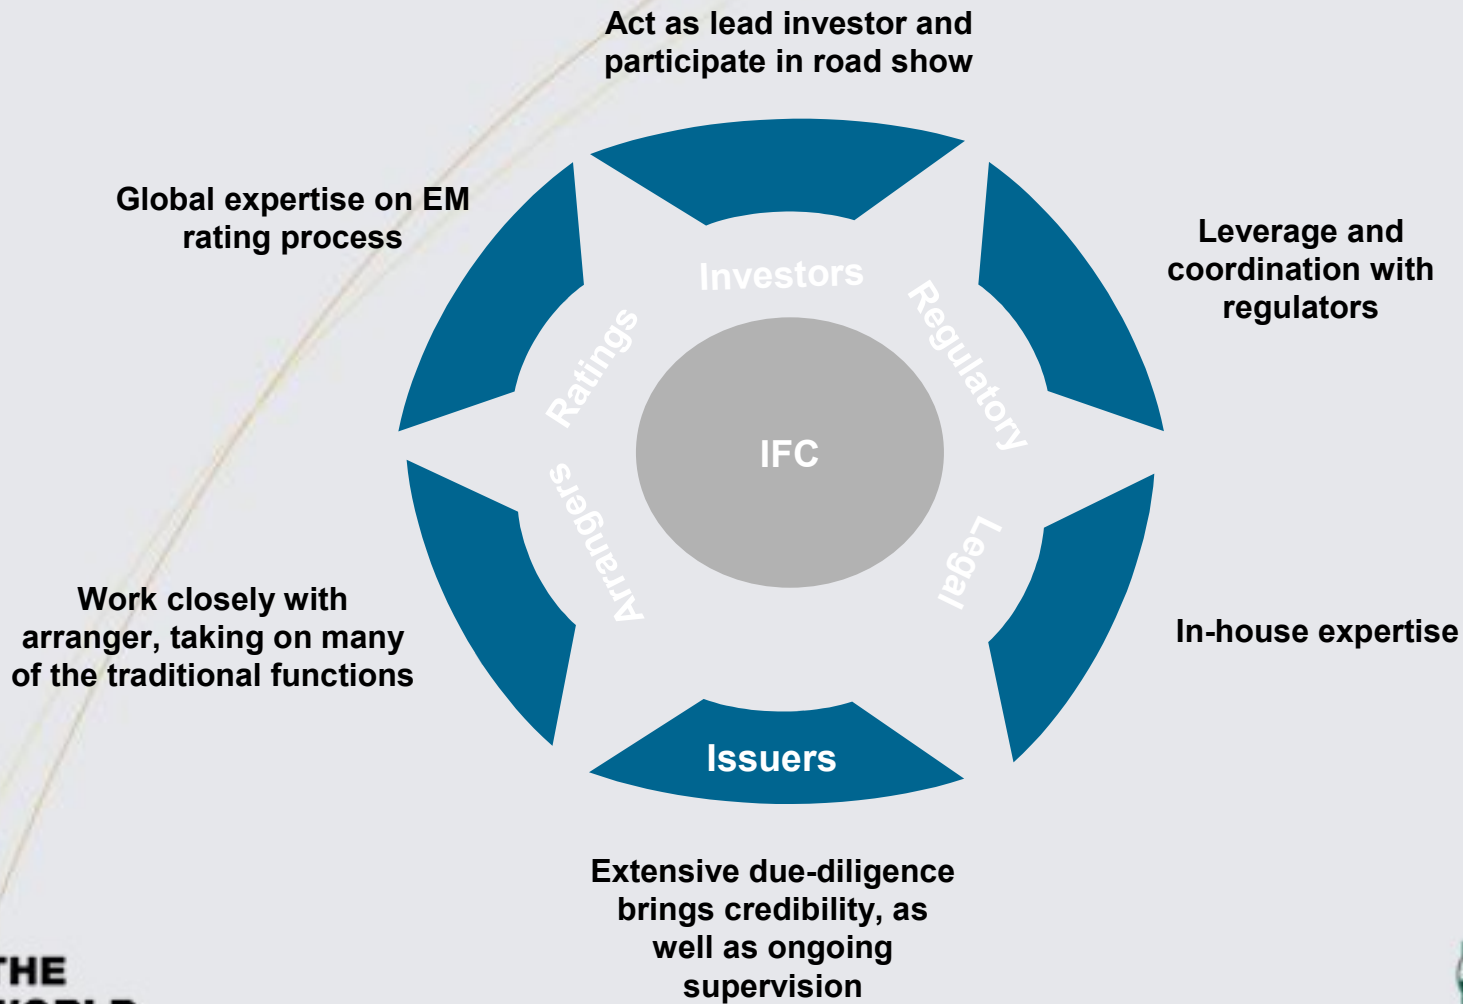 Act as lead investor and
participate in road show
Global expertise on EM
rating process
Leverage and
coordination with
regulators
Investors
Ratings
Regulatory
IFC
Arrangers
Legal
Work closely with
arranger, taking on many
of the traditional functions
In-house expertise
Issuers
Extensive due-diligence
brings credibility, as
well as ongoing
supervision
THE
WORLD